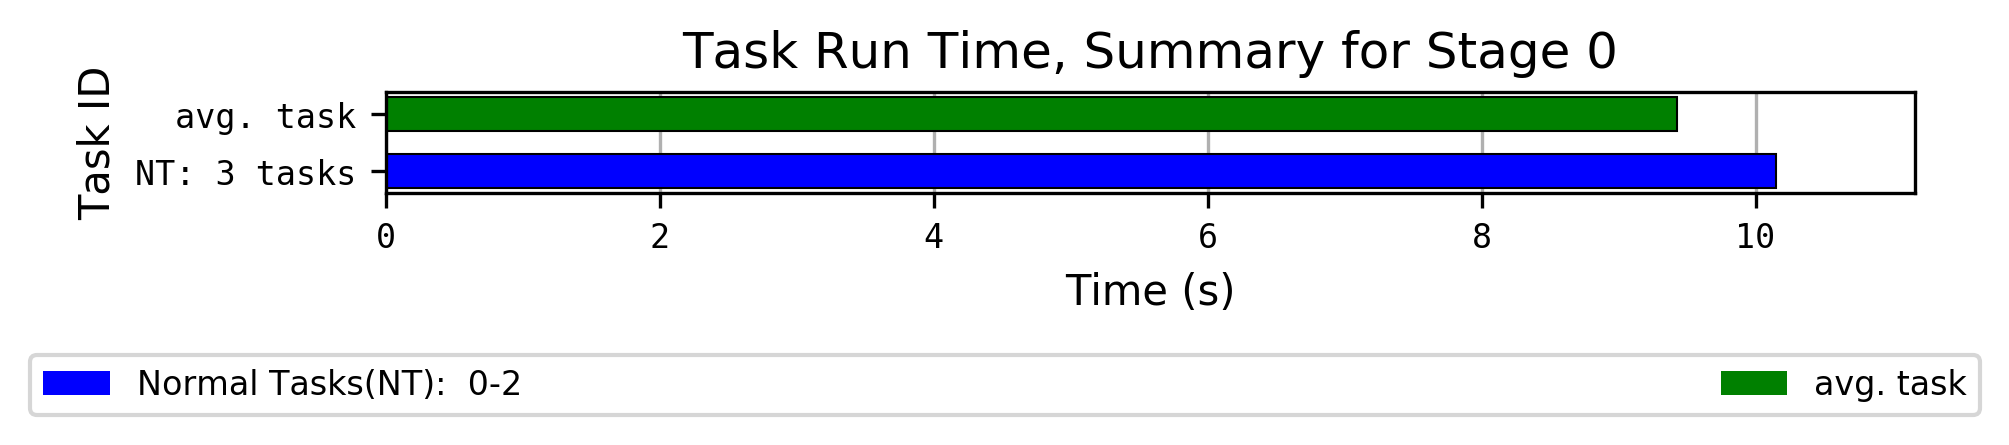 Task Run Time, Summary for Stage 0
Task ID
avg. task
NT: 3 tasks
0 2 4 6 8 10
Time (s)
Normal Tasks(NT):  0-2
avg. task